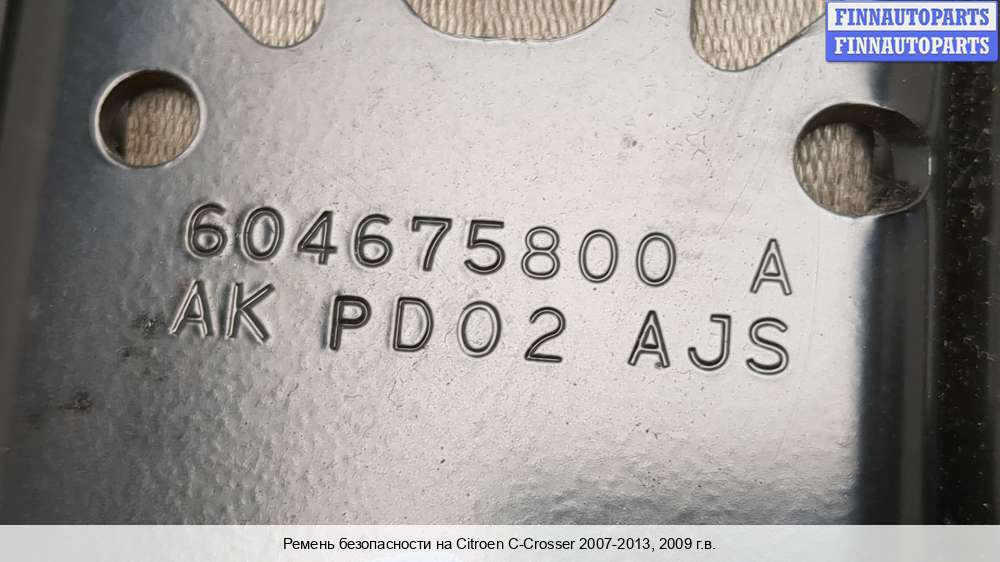 FINNAUTOPARTS
FINNAUTOPARTS
604675800 A
AK PD02 AJS
Ремень безопасности на Citroen C-Crosser 2007-2013, 2009 г.в.